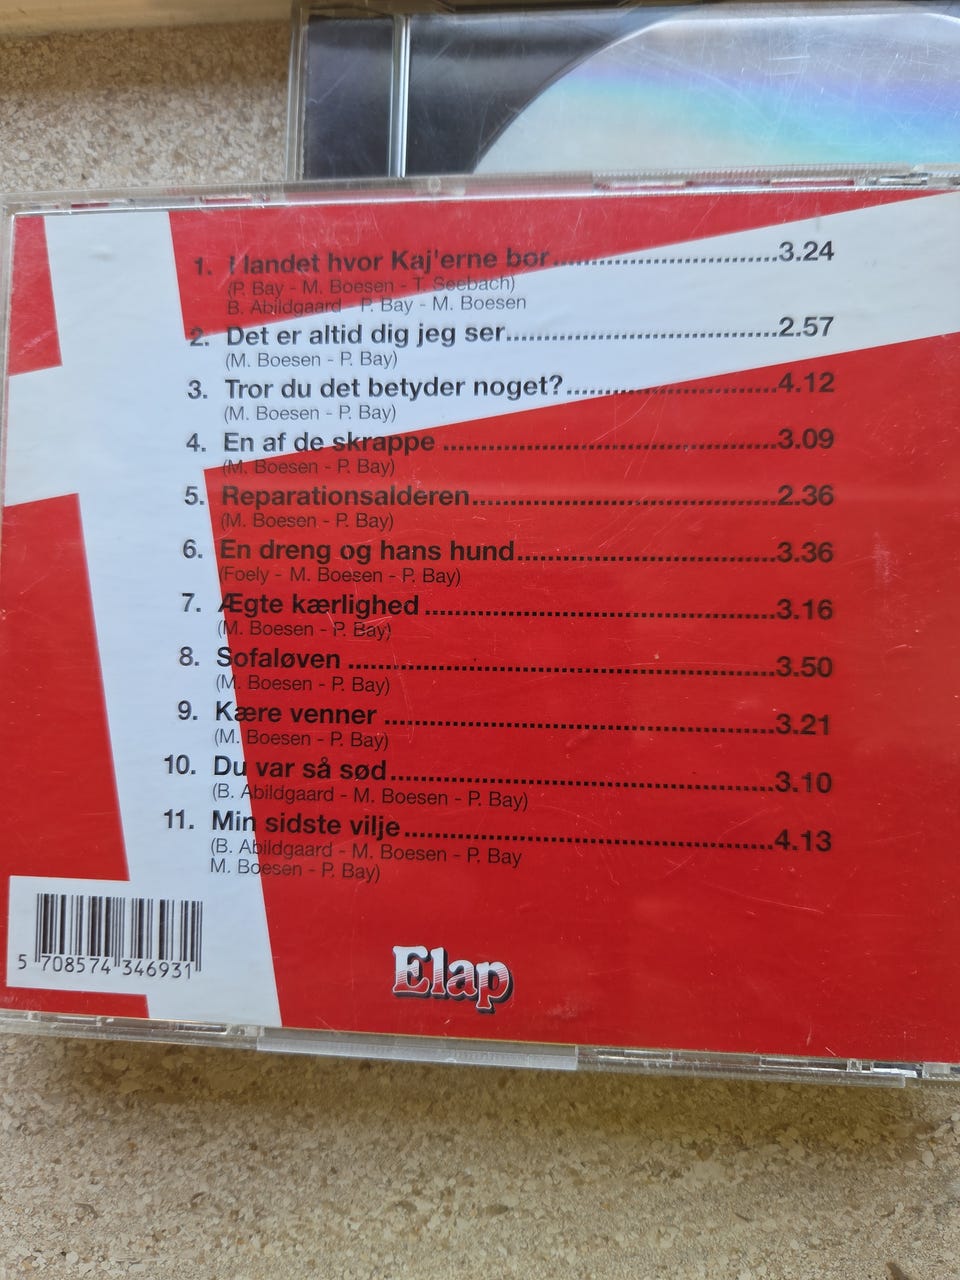 1. I landet hvor Kaj'erne bor..............................3.24
(P. Bay - M. Boesen - T. Seebach)
B. Abildgaard - P. Bay - M. Boesen
2. Det er altid dig jeg ser....................................2.57
(M. Boesen - P. Bay)
3. Tror du det betyder noget?............................4.12
(M. Boesen - P. Bay)
4. En af de skrappe ............................................3.09
(M. Boesen - P. Bay)
5. Reparationsalderen.........................................2.36
(M. Boesen - P. Bay)
6. En dreng og hans hund...................................3.36
(Foely - M. Boesen - P. Bay)
7. Ægte kærlighed ..............................................3.16
(M. Boesen - P. Bay)
8. Sofaløven ........................................................3.50
(M. Boesen - P. Bay)
9. Kære venner ...................................................3.21
(M. Boesen - P. Bay)
10. Du var så sød..................................................3.10
(B. Abildgaard - M. Boesen - P. Bay)
11. Min sidste vilje................................................4.13
(B. Abildgaard - M. Boesen - P. Bay
M. Boesen - P. Bay)
5 708574 346931
Elap